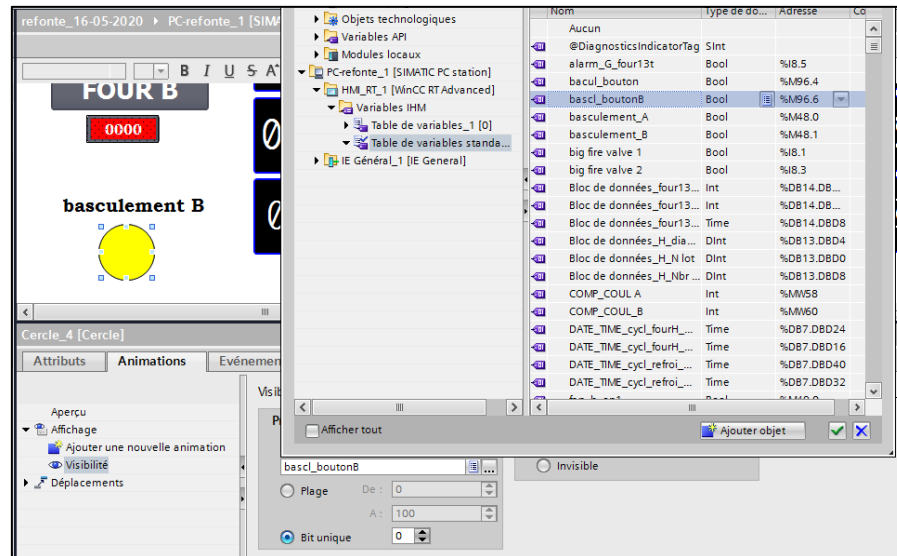 refonte_16-05-2020 ▸ PC-refonte_1 [SIM
B I U S A
FOUR B
0000
basculement B
Objets technologiques
Variables API
Modules locaux
PC-refonte_1 [SIMATIC PC station]
HMI_RT_1 [WinCC RT Advanced]
Variables IHM
Table de variables_1 [0]
Table de variables standa...
IE Général_1 [IE General]
Nom Type de do... Adresse Co
Aucun
@DiagnosticsIndicatorTag SInt
alarm_G_four13t Bool %I8.5
bacul_bouton Bool %M96.4
bascl_boutonB Bool %M96.6
basculement_A Bool %M48.0
basculement_B Bool %M48.1
big fire valve 1 Bool %I8.1
big fire valve 2 Bool %I8.3
Bloc de données_four13... Int %DB14.DB...
Bloc de données_four13... Int %DB14.DB...
Bloc de données_four13... Time %DB14.DBD8
Bloc de données_H_dia... DInt %DB13.DBD4
Bloc de données_H_N lot DInt %DB13.DBD0
Bloc de données_H_Nbr ... DInt %DB13.DBD8
COMP_COUL A Int %MW58
COMP_COUL_B Int %MW60
DATE_TIME_cycl_fourH_... Time %DB7.DBD24
DATE_TIME_cycl_fourH_... Time %DB7.DBD16
DATE_TIME_cycl_refroi_... Time %DB7.DBD40
DATE_TIME_cycl_refroi_... Time %DB7.DBD32
Afficher tout Ajouter objet
Cercle_4 [Cercle]
Attributs Animations Evénemen
Visib
Aperçu
Affichage
Ajouter une nouvelle animation
Visibilité
Déplacements
bascl_boutonB ... Invisible
Plage De : 0
A : 100
Bit unique 0